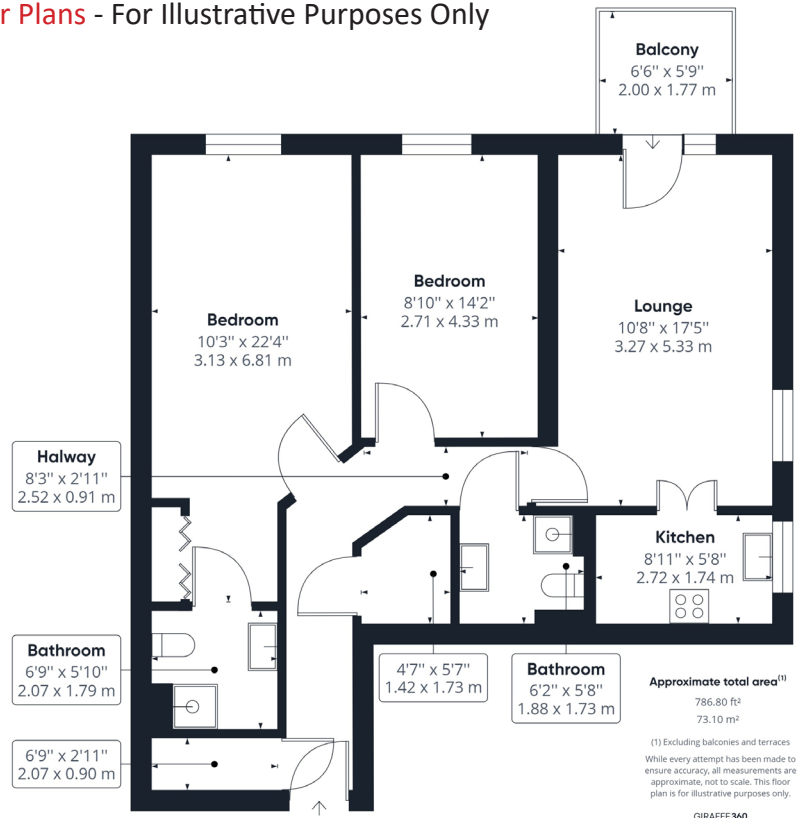 r Plans - For Illustrative Purposes Only
Balcony
6'6" x 5'9"
2.00 x 1.77 m
Bedroom
8'10" x 14'2"
2.71 x 4.33 m
Lounge
10'8" x 17'5"
3.27 x 5.33 m
Bedroom
10'3" x 22'4"
3.13 x 6.81 m
Halway
8'3" x 2'11"
2.52 x 0.91 m
Kitchen
8'11" x 5'8"
2.72 x 1.74 m
Bathroom
6'9" x 5'10"
2.07 x 1.79 m
4'7" x 5'7"
1.42 x 1.73 m
Bathroom
6'2" x 5'8"
1.88 x 1.73 m
6'9" x 2'11"
2.07 x 0.90 m
Approximate total area(1)
786.80 ft²
73.10 m²
(1) Excluding balconies and terraces
While every attempt has been made to
ensure accuracy, all measurements are
approximate, not to scale. This floor
plan is for illustrative purposes only.
GIRAFFE360